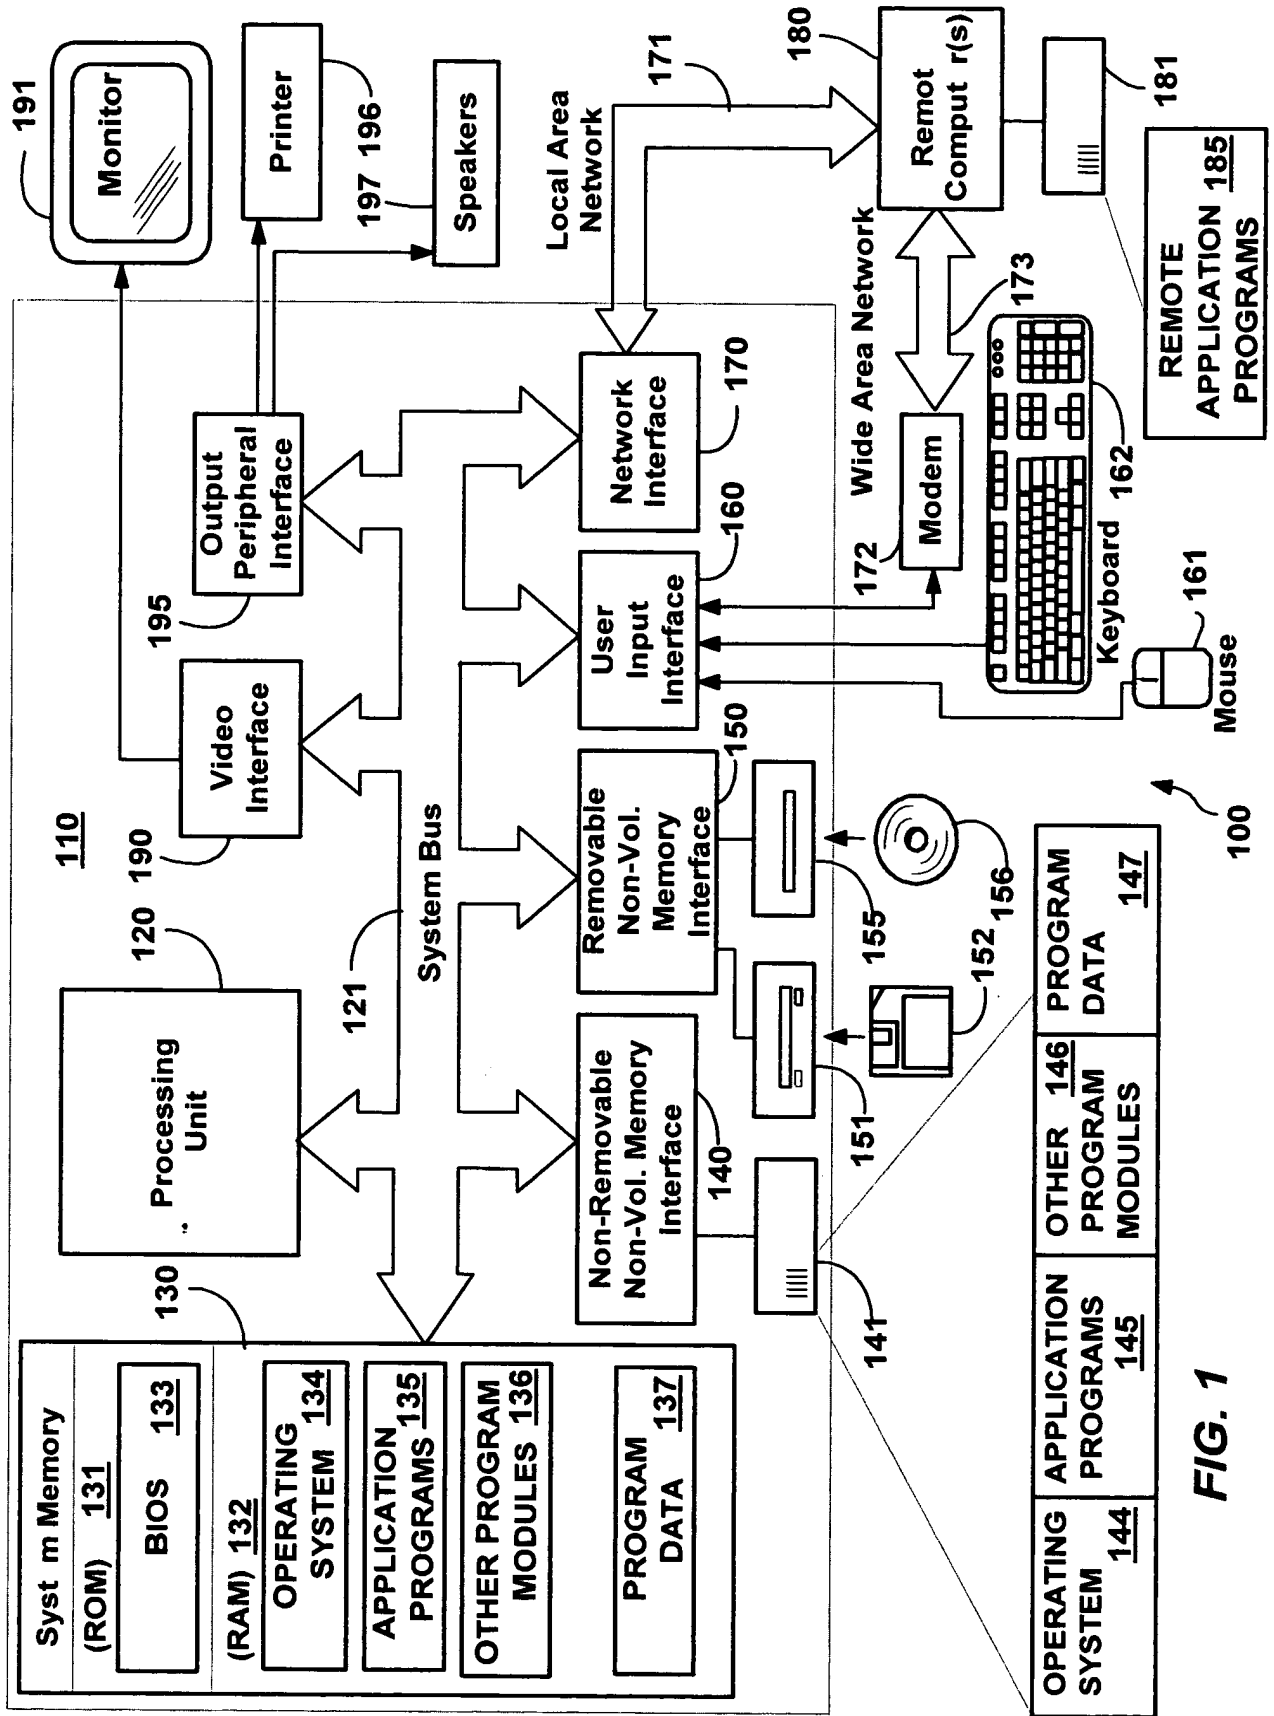 Syst m Memory
(ROM) 131
BIOS 133
(RAM) 132
OPERATING
SYSTEM 134
APPLICATION
PROGRAMS 135
OTHER PROGRAM
MODULES 136
PROGRAM
DATA 137
130
Processing
Unit
120
110
121
System Bus
190
Video
Interface
195
Output
Peripheral
Interface
191
Monitor
Printer
196
197
Speakers
Non-Removable
Non-Vol. Memory
Interface
140
Removable
Non-Vol.
Memory
Interface
150
User
Input
Interface
160
Network
Interface
170
Local Area
Network
171
180
Remot
Comput r(s)
181
141
151
152
155
156
172
Modem
Wide Area Network
173
Keyboard
162
161
Mouse
REMOTE
APPLICATION 185
PROGRAMS
100
OPERATING
SYSTEM 144
APPLICATION
PROGRAMS
145
OTHER 146
PROGRAM
MODULES
PROGRAM
DATA
147
FIG. 1